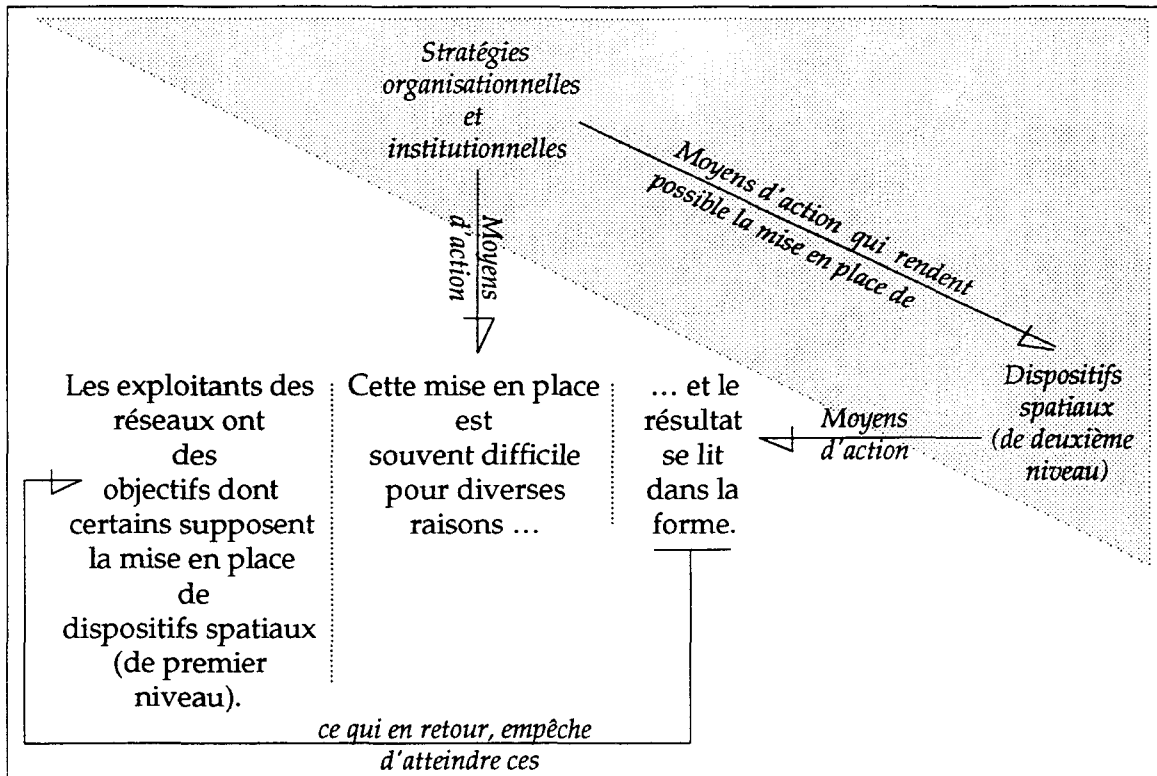 Stratégies
organisationnelles
et
institutionnelles
Moyens d'action qui rendent
possible la mise en place de
Moyens
d'action
Les exploitants des
réseaux ont
des
objectifs dont
certains supposent
la mise en place
de
dispositifs spatiaux
(de premier
niveau).
Cette mise en place
est
souvent difficile
pour diverses
raisons ...
... et le
résultat
se lit
dans la
forme.
Moyens
d'action
Dispositifs
spatiaux
(de deuxième
niveau)
ce qui en retour, empêche
d'atteindre ces